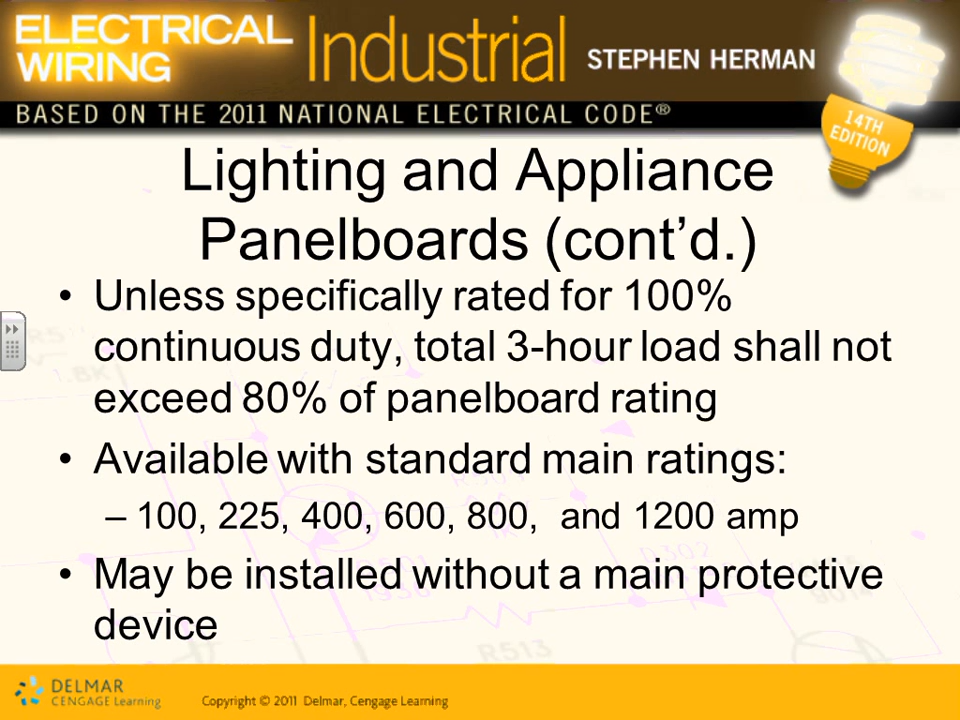 ELECTRICAL WIRING Industrial STEPHEN HERMAN
BASED ON THE 2011 NATIONAL ELECTRICAL CODE®
14TH EDITION
Lighting and Appliance
Panelboards (cont’d.)
• Unless specifically rated for 100%
continuous duty, total 3-hour load shall not
exceed 80% of panelboard rating
• Available with standard main ratings:
– 100, 225, 400, 600, 800,  and 1200 amp
• May be installed without a main protective
device
R513
DELMAR
CENGAGE Learning
Copyright © 2011 Delmar, Cengage Learning